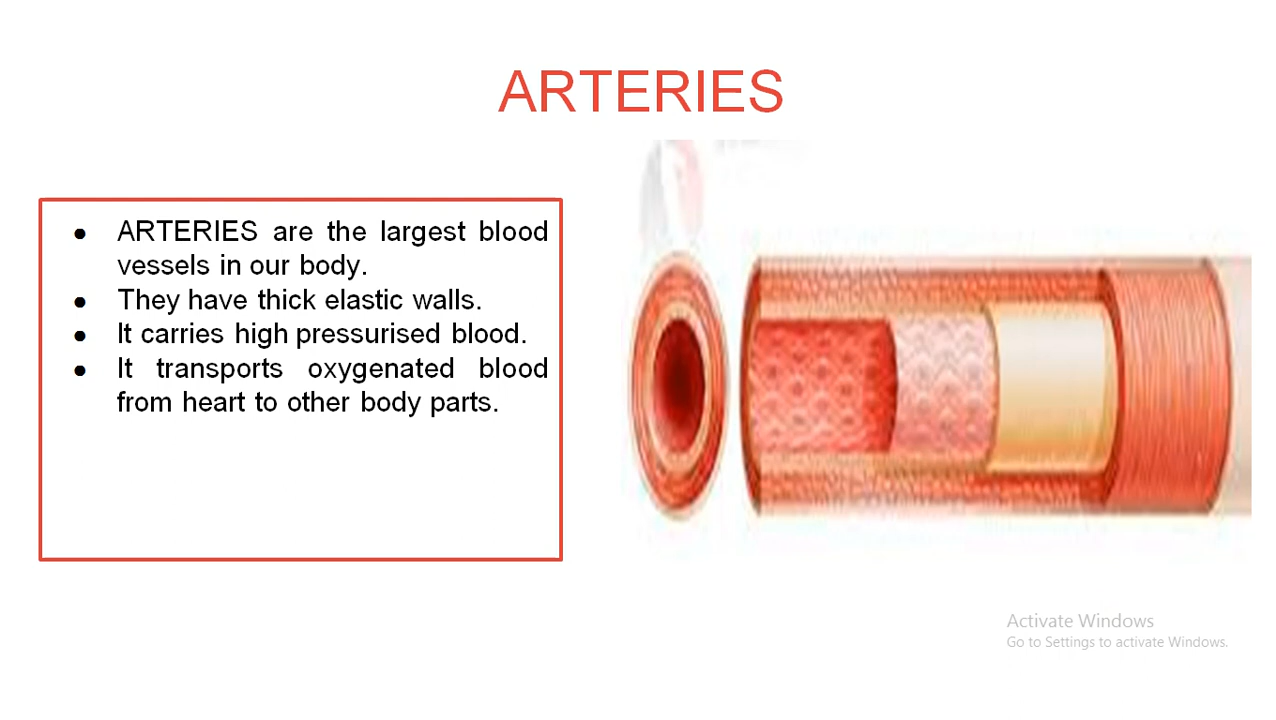 ARTERIES
● ARTERIES are the largest blood
vessels in our body.
● They have thick elastic walls.
● It carries high pressurised blood.
● It transports oxygenated blood
from heart to other body parts.
Activate Windows
Go to Settings to activate Windows.